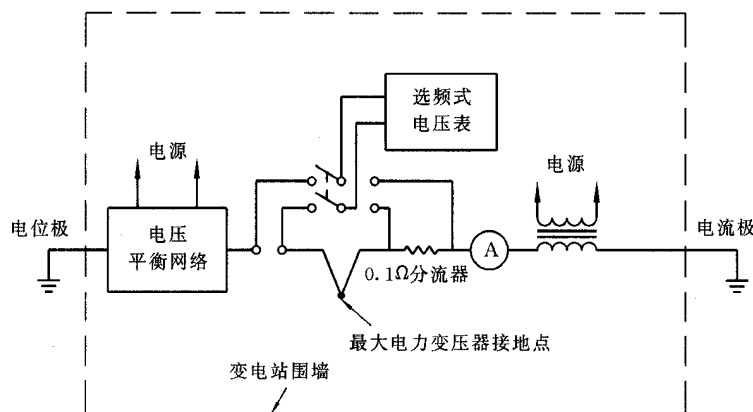 选频式
电压表
电源
电源
电位极
电压
平衡网络
A
电流极
0.1Ω分流器
最大电力变压器接地点
变电站围墙